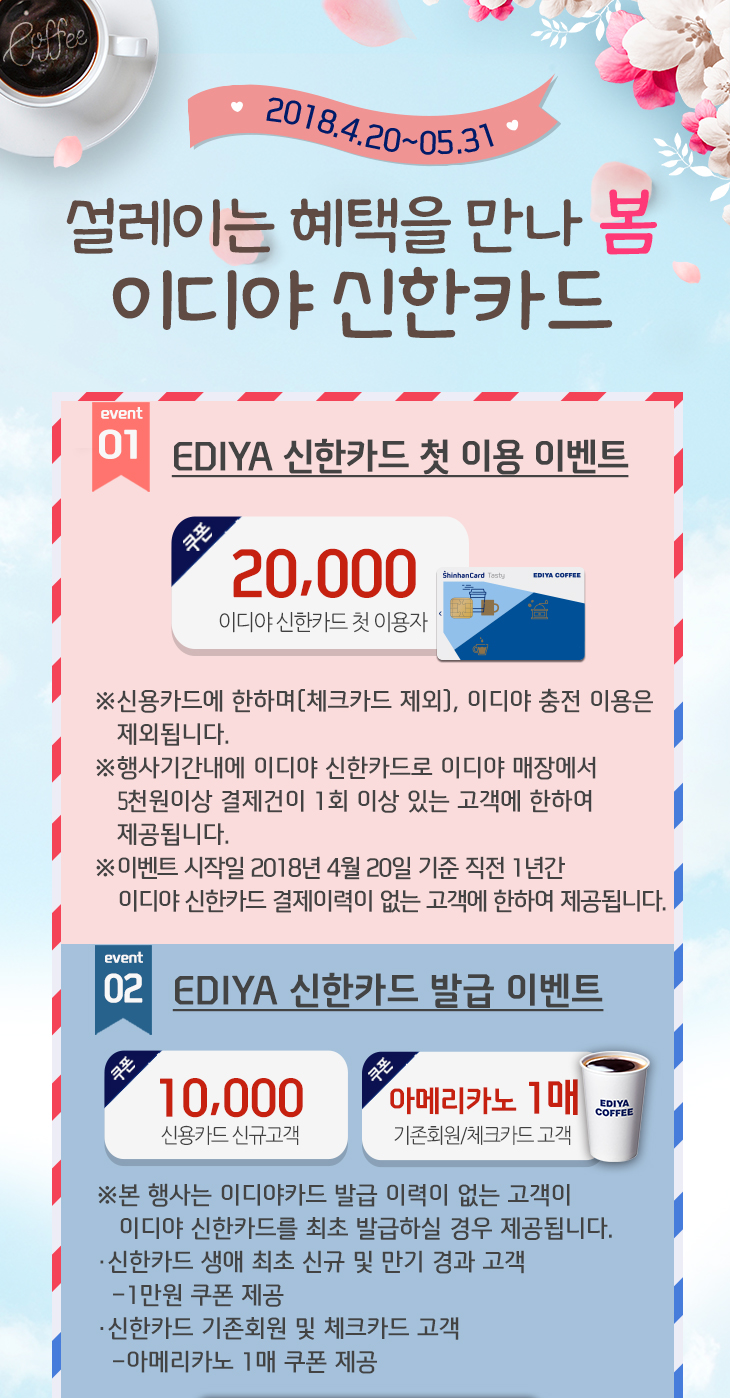 Coffee
2018.4.20~05.31
설레이는 혜택을 만나 봄
이디야 신한카드
event
01
EDIYA 신한카드 첫 이용 이벤트
쿠폰
20,000
이디야 신한카드 첫 이용자
ShinhanCard Tasty EDIYA COFFEE
※신용카드에 한하며(체크카드 제외), 이디야 충전 이용은
제외됩니다.
※행사기간내에 이디야 신한카드로 이디야 매장에서
5천원이상 결제건이 1회 이상 있는 고객에 한하여
제공됩니다.
※이벤트 시작일 2018년 4월 20일 기준 직전 1년간
이디야 신한카드 결제이력이 없는 고객에 한하여 제공됩니다.
event
02
EDIYA 신한카드 발급 이벤트
쿠폰
10,000
신용카드 신규고객
쿠폰
아메리카노 1매
기존회원/체크카드 고객
EDIYA
COFFEE
※본 행사는 이디야카드 발급 이력이 없는 고객이
이디야 신한카드를 최초 발급하실 경우 제공됩니다.
·신한카드 생애 최초 신규 및 만기 경과 고객
-1만원 쿠폰 제공
·신한카드 기존회원 및 체크카드 고객
-아메리카노 1매 쿠폰 제공